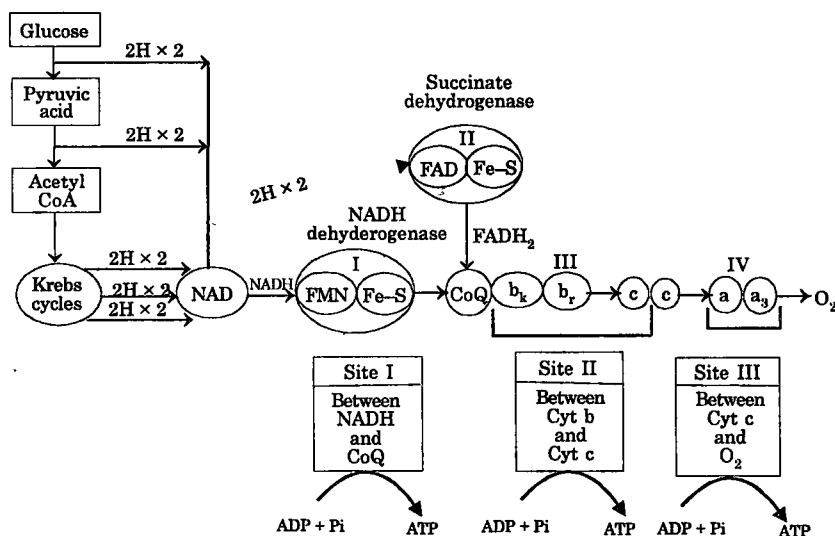 Glucose
2H × 2
Pyruvic
acid
2H × 2
Acetyl
CoA
Krebs
cycles
2H × 2
2H × 2
2H × 2
NAD
NADH
2H × 2
Succinate
dehydrogenase
II
FAD
Fe–S
FADH₂
NADH
dehyderogenase
I
FMN
Fe–S
CoQ
III
bₖ
bᵣ
c
c
IV
a
a₃
O₂
Site I
Between
NADH
and
CoQ
ADP + Pi
ATP
Site II
Between
Cyt b
and
Cyt c
ADP + Pi
ATP
Site III
Between
Cyt c
and
O₂
ADP + Pi
ATP